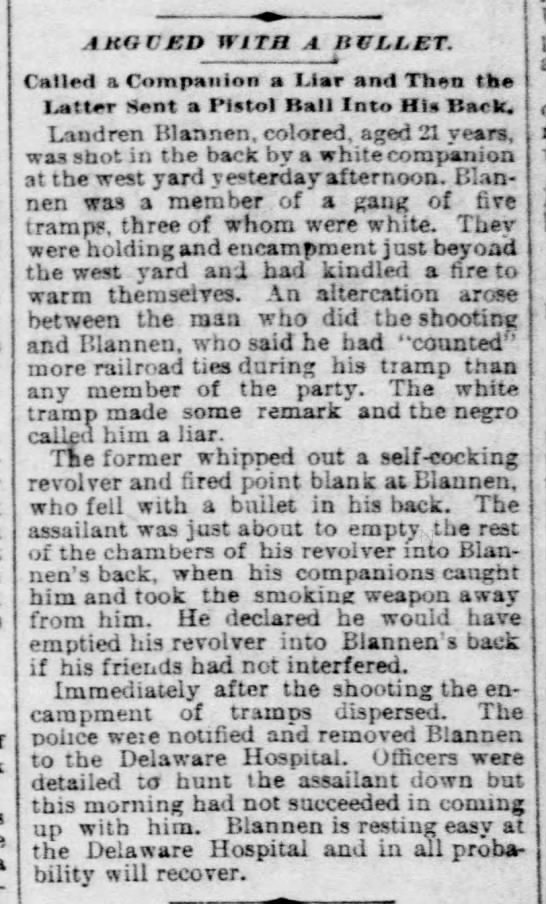 ARGUED WITH A BULLET.
Called a Companion a Liar and Then the
Latter Sent a Pistol Ball Into His Back.
Landren Blannen, colored, aged 21 years,
was shot in the back by a white companion
at the west yard yesterday afternoon. Blan-
nen was a member of a gang of five
tramps, three of whom were white. They
were holding and encampment just beyond
the west yard and had kindled a fire to
warm themselves. An altercation arose
between the man who did the shooting
and Blannen, who said he had "counted"
more railroad ties during his tramp than
any member of the party. The white
tramp made some remark and the negro
called him a liar.
The former whipped out a self-cocking
revolver and fired point blank at Blannen,
who fell with a bullet in his back. The
assailant was just about to empty the rest
of the chambers of his revolver into Blan-
nen's back, when his companions caught
him and took the smoking weapon away
from him. He declared he would have
emptied his revolver into Blannen's back
if his friends had not interfered.
Immediately after the shooting the en-
campment of tramps dispersed. The
police were notified and removed Blannen
to the Delaware Hospital. Officers were
detailed to hunt the assailant down but
this morning had not succeeded in coming
up with him. Blannen is resting easy at
the Delaware Hospital and in all proba-
bility will recover.